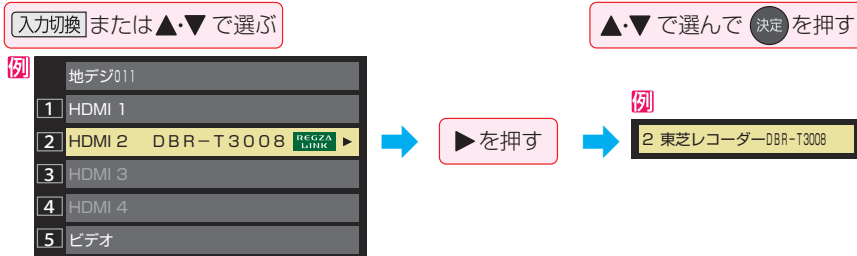 入力切換 または▲・▼ で選ぶ
▲・▼ で選んで 決定 を押す
例
地デジ011
1 HDMI 1
2 HDMI 2 DBR-T3008 REGZA LINK ▶
3 HDMI 3
4 HDMI 4
5 ビデオ
▶を押す
例
2 東芝レコーダーDBR-T3008